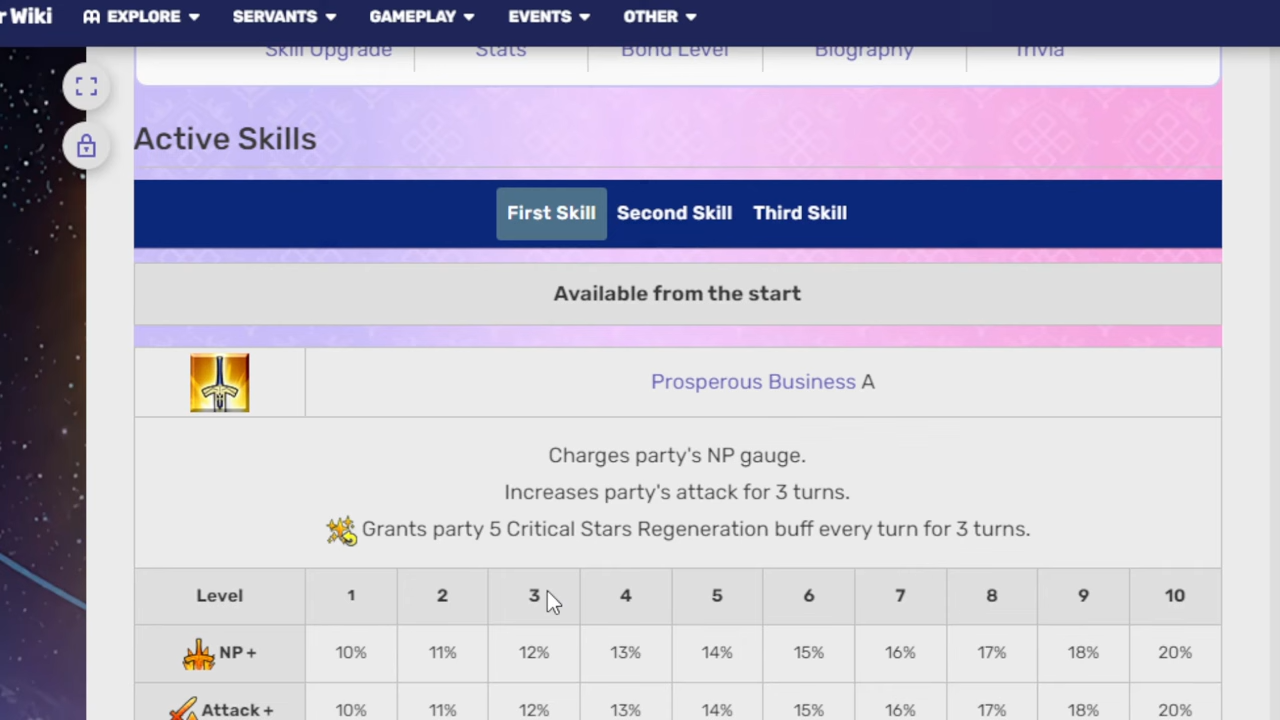 r Wiki EXPLORE SERVANTS GAMEPLAY EVENTS OTHER
Skill Upgrade Stats Bond Level Biography Trivia
Active Skills
First Skill Second Skill Third Skill
Available from the start
Prosperous Business A
Charges party's NP gauge.
Increases party's attack for 3 turns.
Grants party 5 Critical Stars Regeneration buff every turn for 3 turns.
Level 1 2 3 4 5 6 7 8 9 10
NP + 10% 11% 12% 13% 14% 15% 16% 17% 18% 20%
Attack + 10% 11% 12% 13% 14% 15% 16% 17% 18% 20%